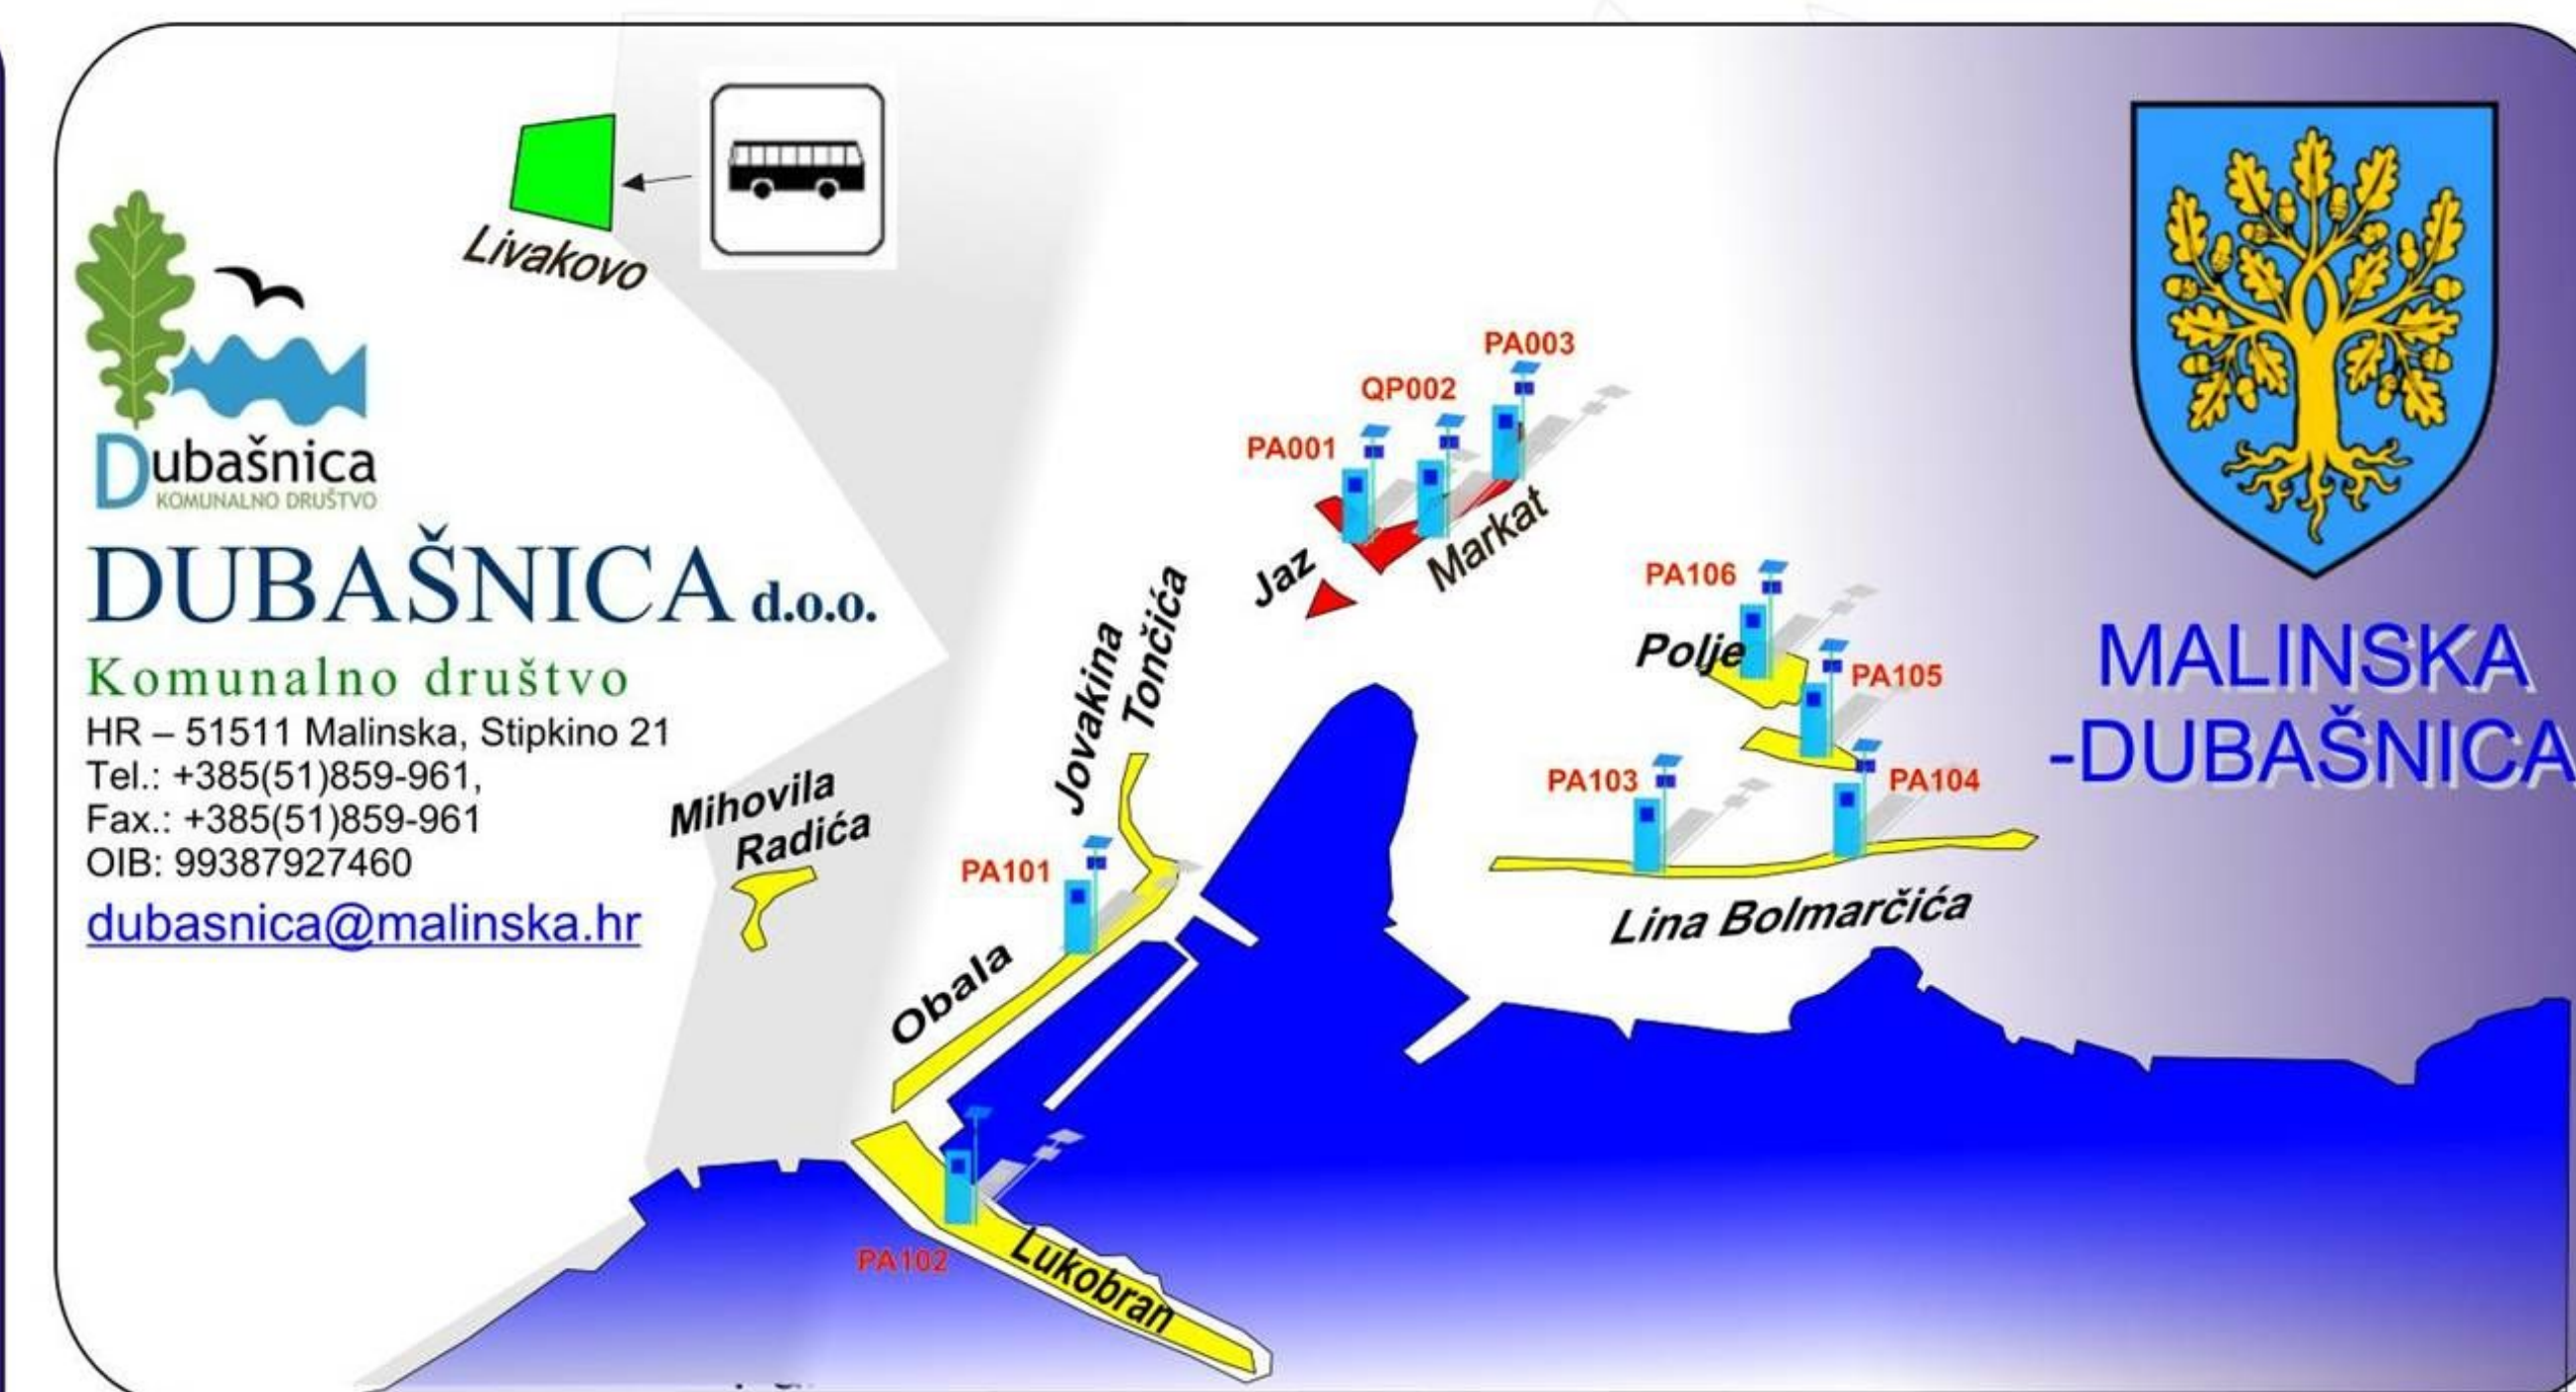 Livakovo
Dubašnica
KOMUNALNO DRUŠTVO
DUBAŠNICA d.o.o.
Komunalno društvo
HR – 51511 Malinska, Stipkino 21
Tel.: +385(51)859-961,
Fax.: +385(51)859-961
OIB: 99387927460
dubasnica@malinska.hr
Mihovila
Radića
Jovakina
Tončića
PA101
Obala
PA102
Lukobran
PA003
QP002
PA001
Markat
Jaz
PA106
Polje
PA105
PA103
PA104
Lina Bolmarčića
MALINSKA
-DUBAŠNICA